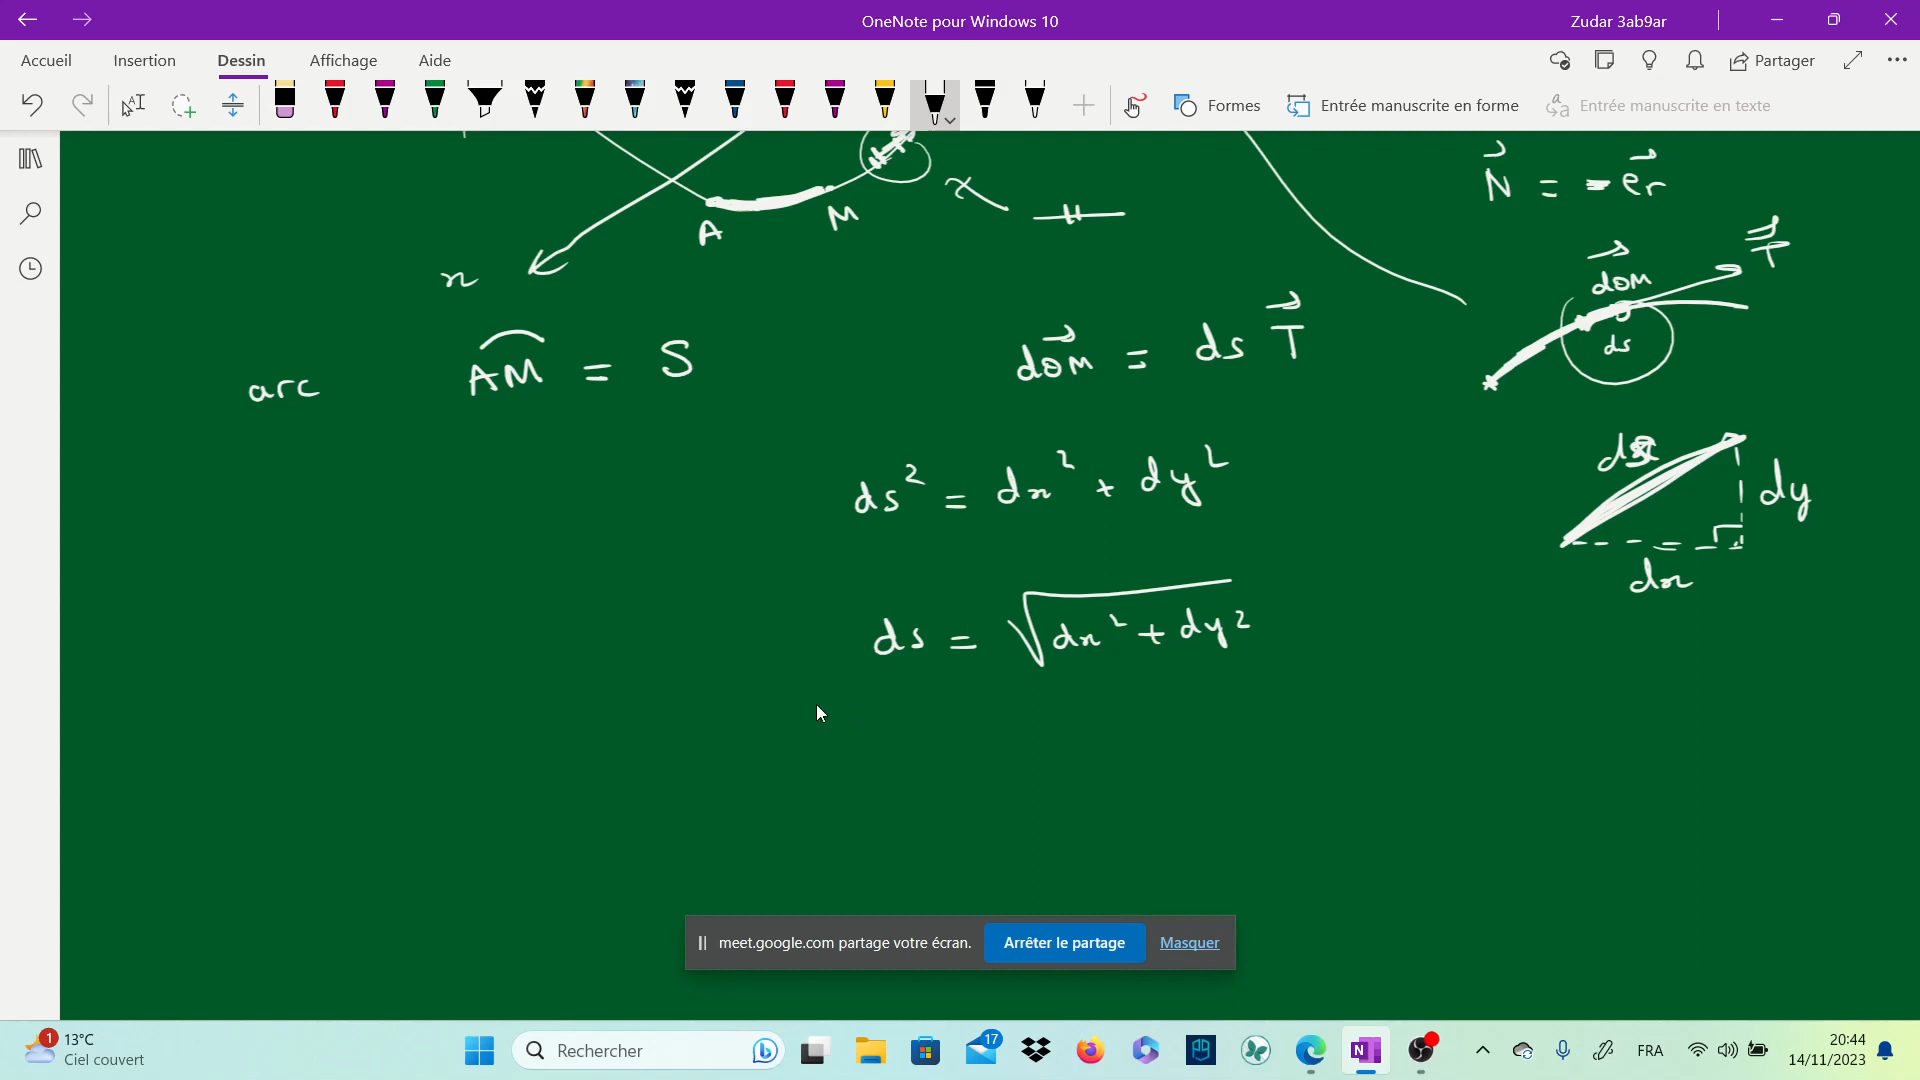 OneNote pour Windows 10
Zudar 3ab9ar
Accueil Insertion Dessin Affichage Aide
Partager
Formes Entrée manuscrite en forme Entrée manuscrite en texte
N⃗ = -e⃗r
A M
x
dOM⃗ T⃗
ds
arc AM = S
dOM⃗ = ds T⃗
ds² = dx² + dy²
dy
dx
ds = √dx² + dy²
meet.google.com partage votre écran. Arrêter le partage Masquer
1 13°C
Ciel couvert
Rechercher
17
FRA
20:44
14/11/2023